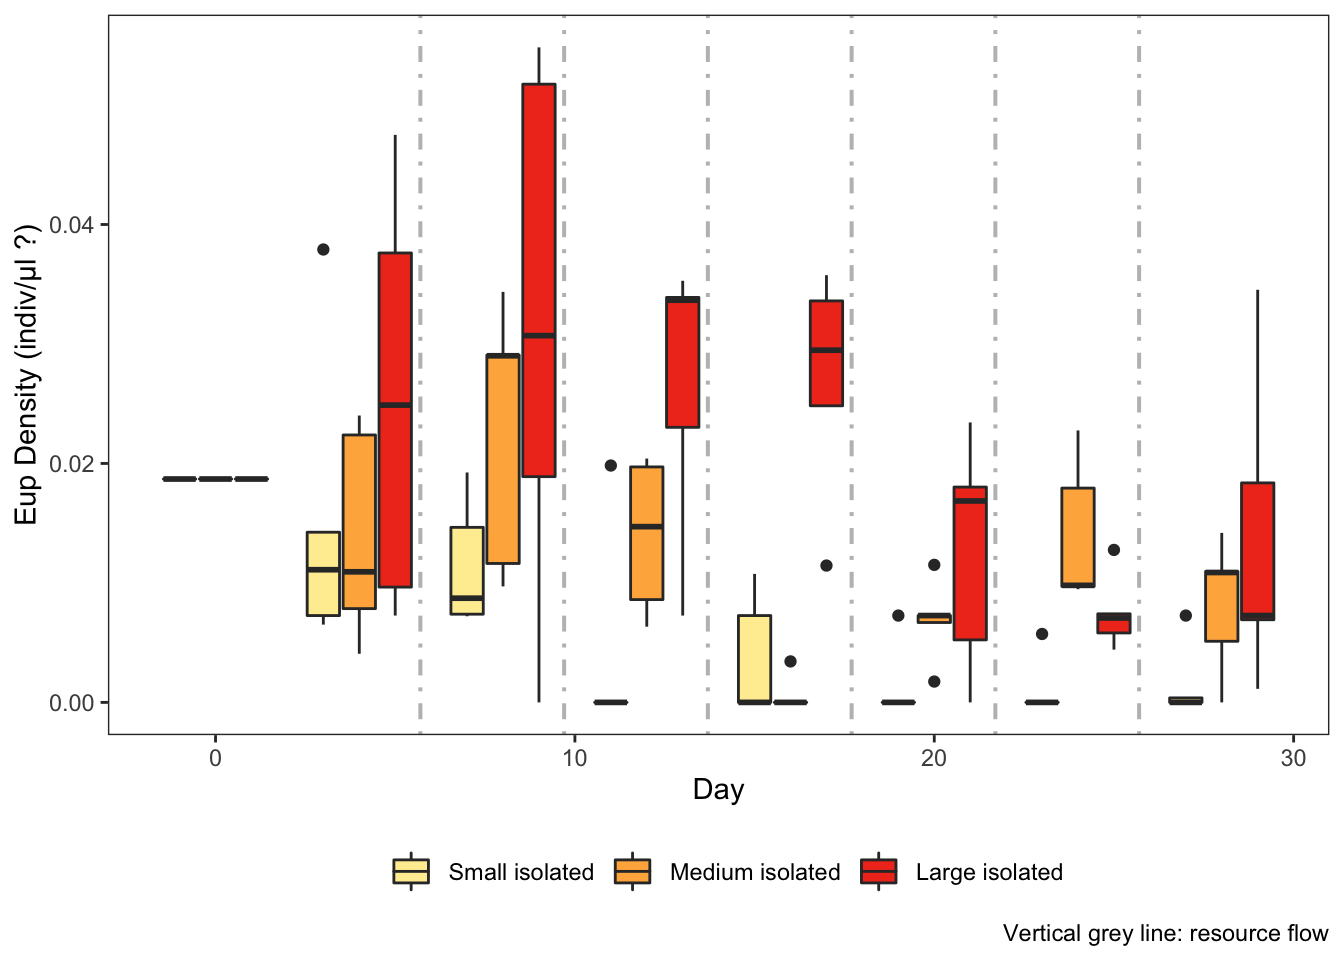 Eup Density (indiv/µl ?)
0.04
0.02
0.00
0 10 20 30
Day
Small isolated Medium isolated Large isolated
Vertical grey line: resource flow